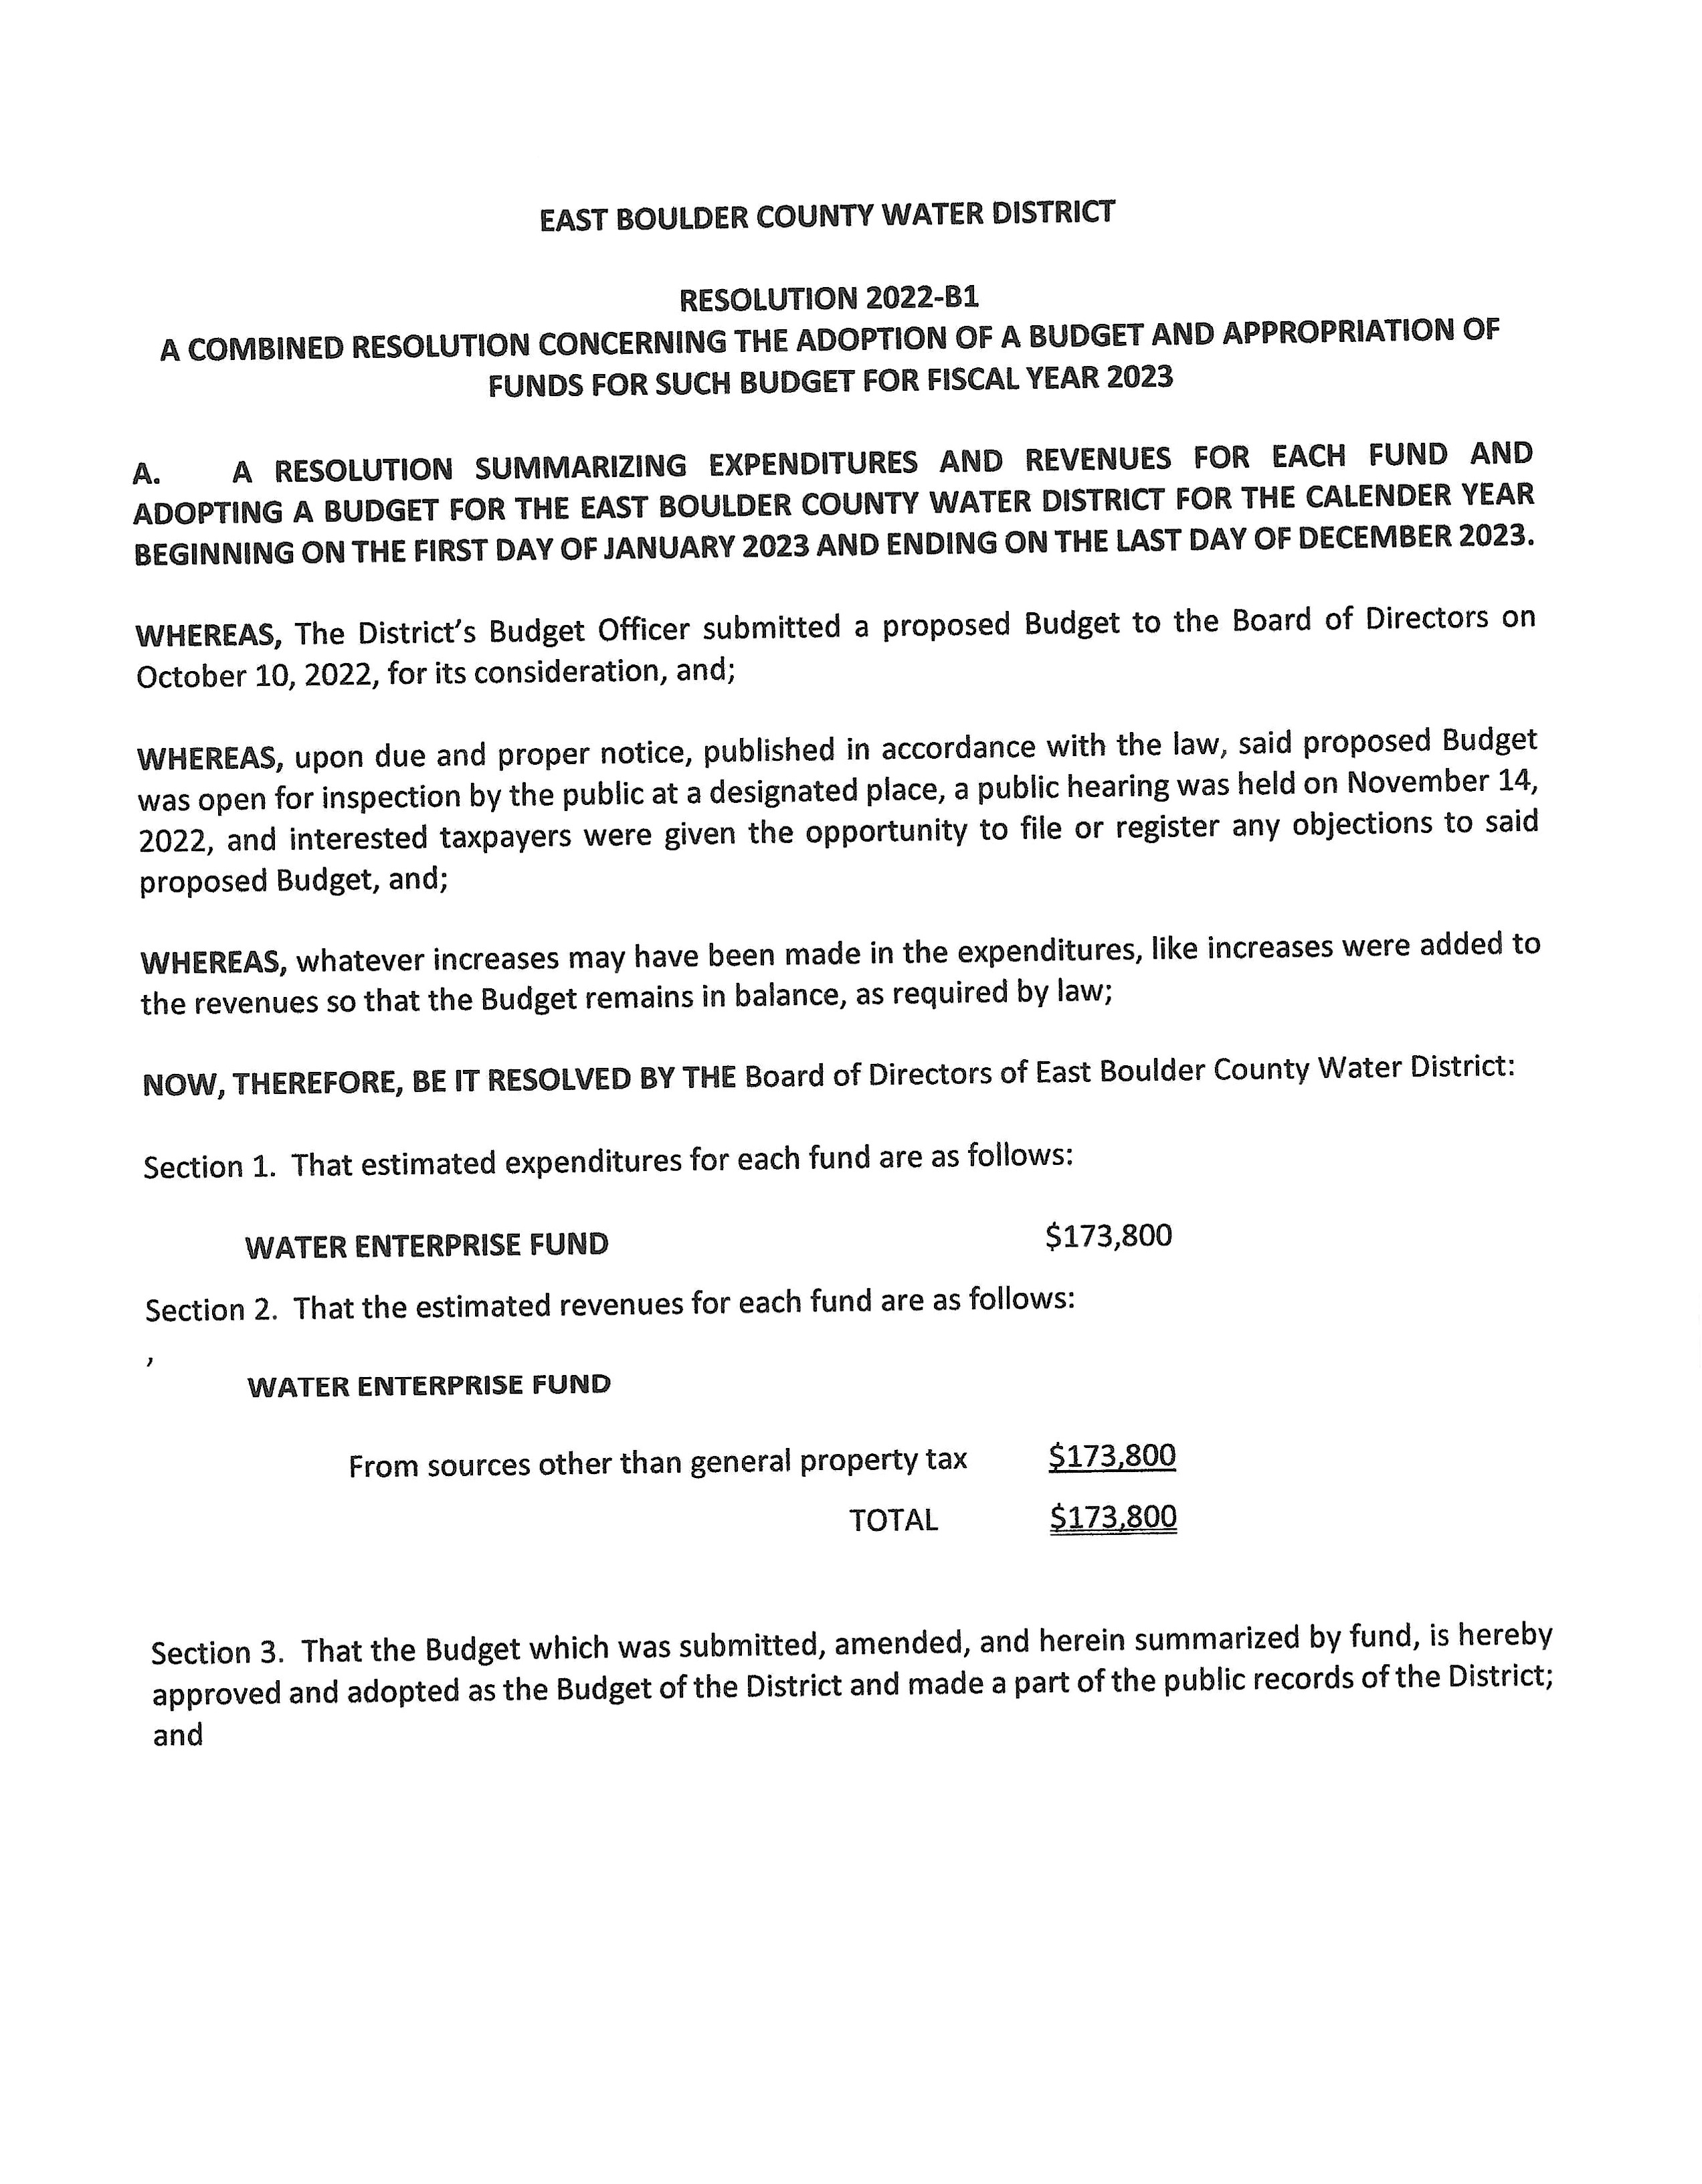 EAST BOULDER COUNTY WATER DISTRICT
RESOLUTION 2022-B1
A COMBINED RESOLUTION CONCERNING THE ADOPTION OF A BUDGET AND APPROPRIATION OF
FUNDS FOR SUCH BUDGET FOR FISCAL YEAR 2023
A. A RESOLUTION SUMMARIZING EXPENDITURES AND REVENUES FOR EACH FUND AND
ADOPTING A BUDGET FOR THE EAST BOULDER COUNTY WATER DISTRICT FOR THE CALENDER YEAR
BEGINNING ON THE FIRST DAY OF JANUARY 2023 AND ENDING ON THE LAST DAY OF DECEMBER 2023.
WHEREAS, The District's Budget Officer submitted a proposed Budget to the Board of Directors on
October 10, 2022, for its consideration, and;
WHEREAS, upon due and proper notice, published in accordance with the law, said proposed Budget
was open for inspection by the public at a designated place, a public hearing was held on November 14,
2022, and interested taxpayers were given the opportunity to file or register any objections to said
proposed Budget, and;
WHEREAS, whatever increases may have been made in the expenditures, like increases were added to
the revenues so that the Budget remains in balance, as required by law;
NOW, THEREFORE, BE IT RESOLVED BY THE Board of Directors of East Boulder County Water District:
Section 1. That estimated expenditures for each fund are as follows:
WATER ENTERPRISE FUND $173,800
Section 2. That the estimated revenues for each fund are as follows:
,
WATER ENTERPRISE FUND
From sources other than general property tax $173,800
TOTAL $173,800
Section 3. That the Budget which was submitted, amended, and herein summarized by fund, is hereby
approved and adopted as the Budget of the District and made a part of the public records of the District;
and